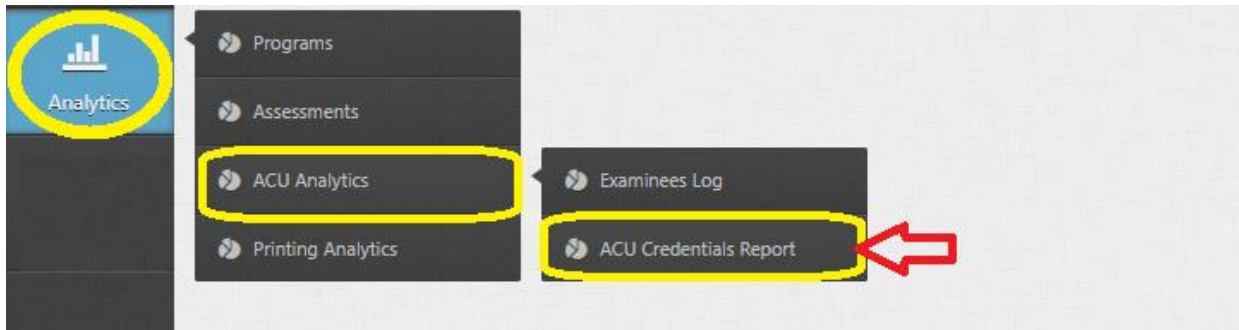 Analytics
Programs
Assessments
ACU Analytics
Printing Analytics
Examinees Log
ACU Credentials Report